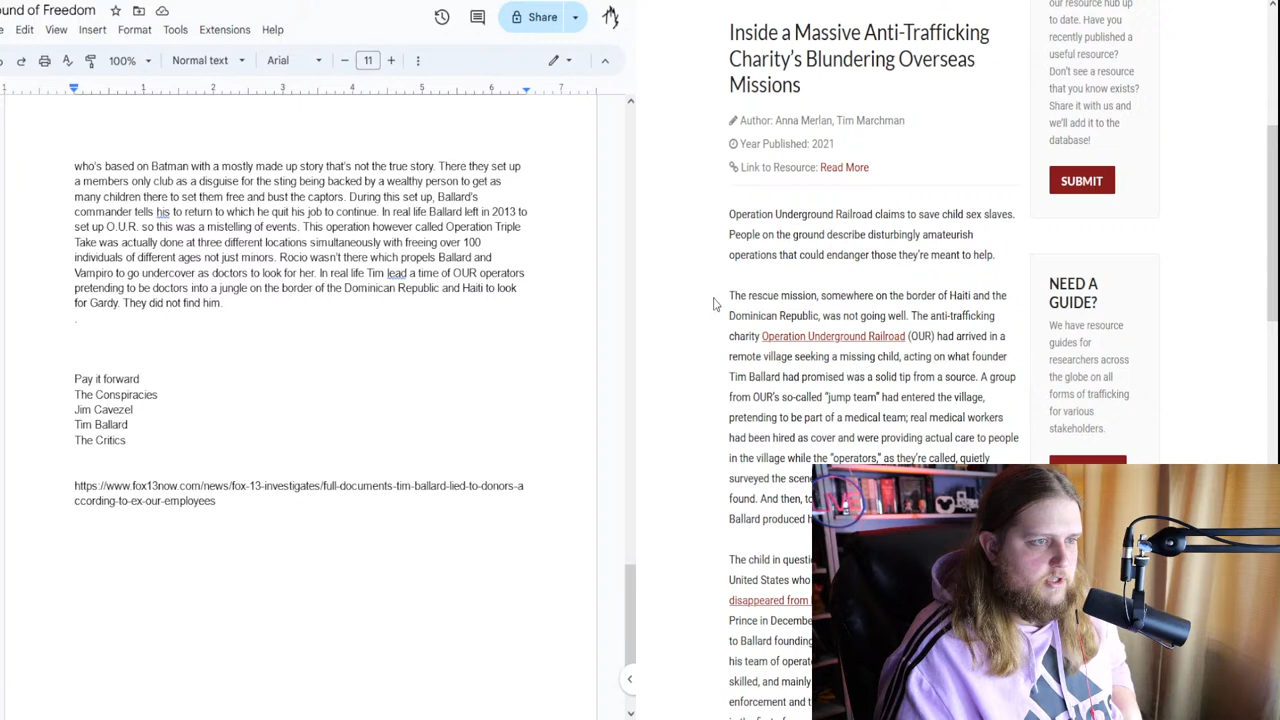 ound of Freedom
Share
Edit View Insert Format Tools Extensions Help
100% Normal text Arial 11
1 1 2 3 4 5 6 7
who's based on Batman with a mostly made up story that's not the true story. There they set up
a members only club as a disguise for the sting being backed by a wealthy person to get as
many children there to set them free and bust the captors. During this set up, Ballard's
commander tells his to return to which he quit his job to continue. In real life Ballard left in 2013 to
set up O.U.R. so this was a mistelling of events. This operation however called Operation Triple
Take was actually done at three different locations simultaneously with freeing over 100
individuals of different ages not just minors. Rocio wasn't there which propels Ballard and
Vampiro to go undercover as doctors to look for her. In real life Tim lead a time of OUR operators
pretending to be doctors into a jungle on the border of the Dominican Republic and Haiti to look
for Gardy. They did not find him.
.
Pay it forward
The Conspiracies
Jim Cavezel
Tim Ballard
The Critics
https://www.fox13now.com/news/fox-13-investigates/full-documents-tim-ballard-lied-to-donors-a
ccording-to-ex-our-employees
Inside a Massive Anti-Trafficking
Charity's Blundering Overseas
Missions
Author: Anna Merlan, Tim Marchman
Year Published: 2021
Link to Resource: Read More
Operation Underground Railroad claims to save child sex slaves.
People on the ground describe disturbingly amateurish
operations that could endanger those they're meant to help.
The rescue mission, somewhere on the border of Haiti and the
Dominican Republic, was not going well. The anti-trafficking
charity Operation Underground Railroad (OUR) had arrived in a
remote village seeking a missing child, acting on what founder
Tim Ballard had promised was a solid tip from a source. A group
from OUR's so-called "jump team" had entered the village,
pretending to be part of a medical team; real medical workers
had been hired as cover and were providing actual care to people
in the village while the "operators," as they're called, quietly
surveyed the scen
found. And then, to
Ballard produced h
The child in questi
United States who
disappeared from
Prince in Decembe
to Ballard founding
his team of operat
skilled, and mainly
enforcement and t
our resource hub up
to date. Have you
recently published a
useful resource?
Don't see a resource
that you know exists?
Share it with us and
we'll add it to the
database!
SUBMIT
NEED A
GUIDE?
We have resource
guides for
researchers across
the globe on all
forms of trafficking
for various
stakeholders.